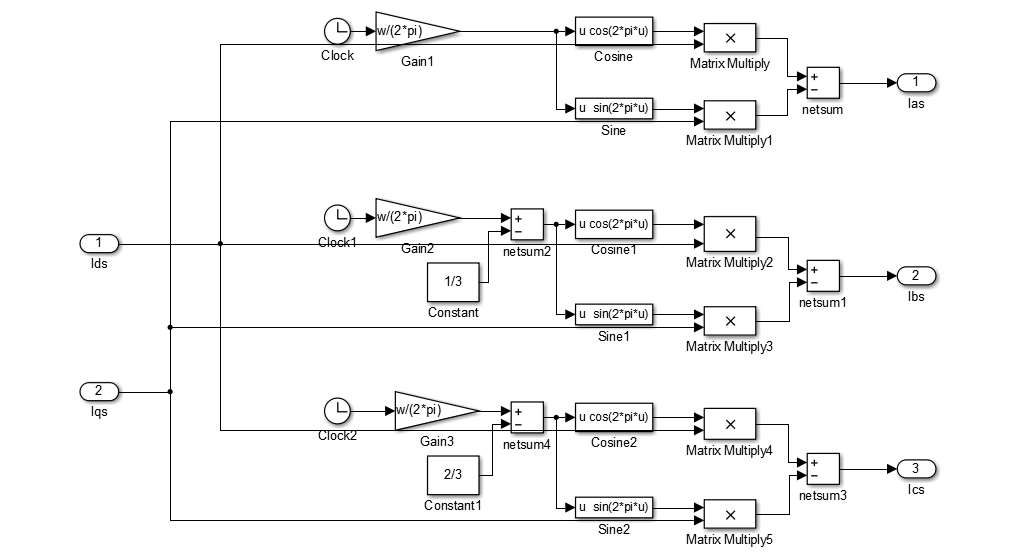 Clock
w/(2*pi)
Gain1
u cos(2*pi*u)
Cosine
×
Matrix Multiply
u sin(2*pi*u)
Sine
×
Matrix Multiply1
+
−
netsum
1
Ias
Clock1
w/(2*pi)
Gain2
+
−
netsum2
1/3
Constant
u cos(2*pi*u)
Cosine1
×
Matrix Multiply2
u sin(2*pi*u)
Sine1
×
Matrix Multiply3
+
−
netsum1
2
Ibs
1
Ids
2
Iqs
Clock2
w/(2*pi)
Gain3
+
−
netsum4
2/3
Constant1
u cos(2*pi*u)
Cosine2
×
Matrix Multiply4
u sin(2*pi*u)
Sine2
×
Matrix Multiply5
+
−
netsum3
3
Ics